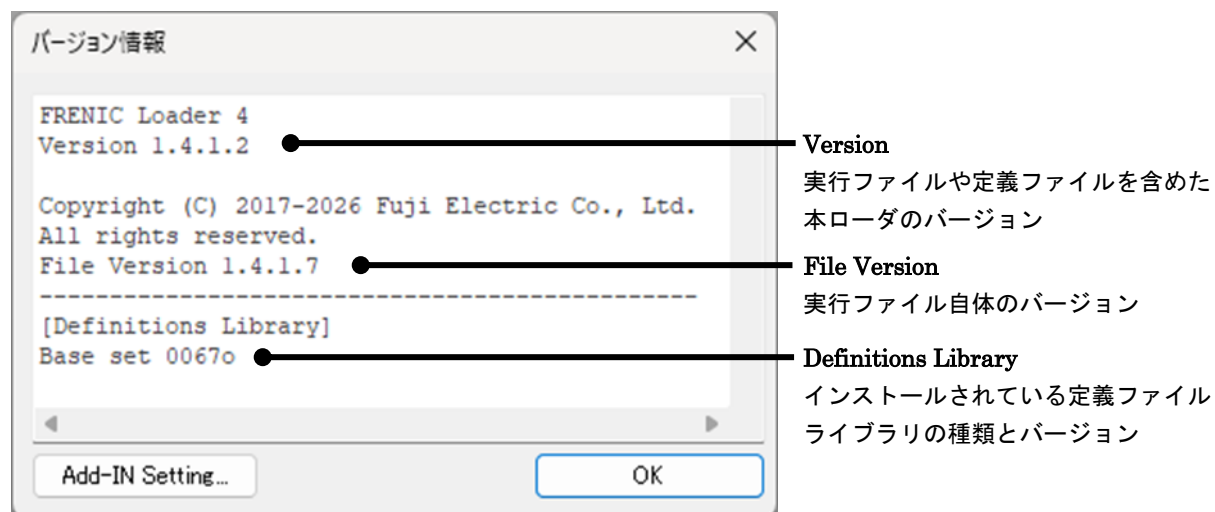 バージョン情報
FRENIC Loader 4
Version 1.4.1.2
Copyright (C) 2017-2026 Fuji Electric Co., Ltd.
All rights reserved.
File Version 1.4.1.7
-----------------------------------------------
[Definitions Library]
Base set 0067o
Add-IN Setting...
OK
Version
実行ファイルや定義ファイルを含めた
本ローダのバージョン
File Version
実行ファイル自体のバージョン
Definitions Library
インストールされている定義ファイル
ライブラリの種類とバージョン